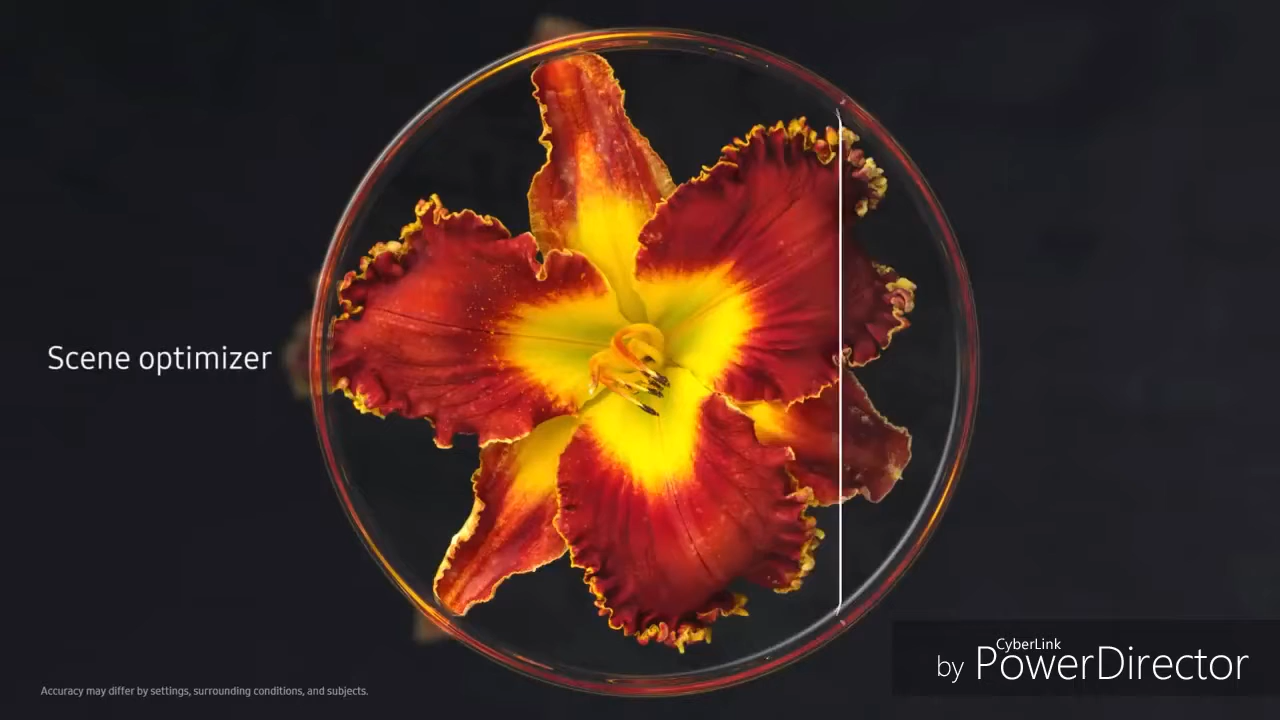 Scene optimizer
Accuracy may differ by settings, surrounding conditions, and subjects.
by CyberLink PowerDirector